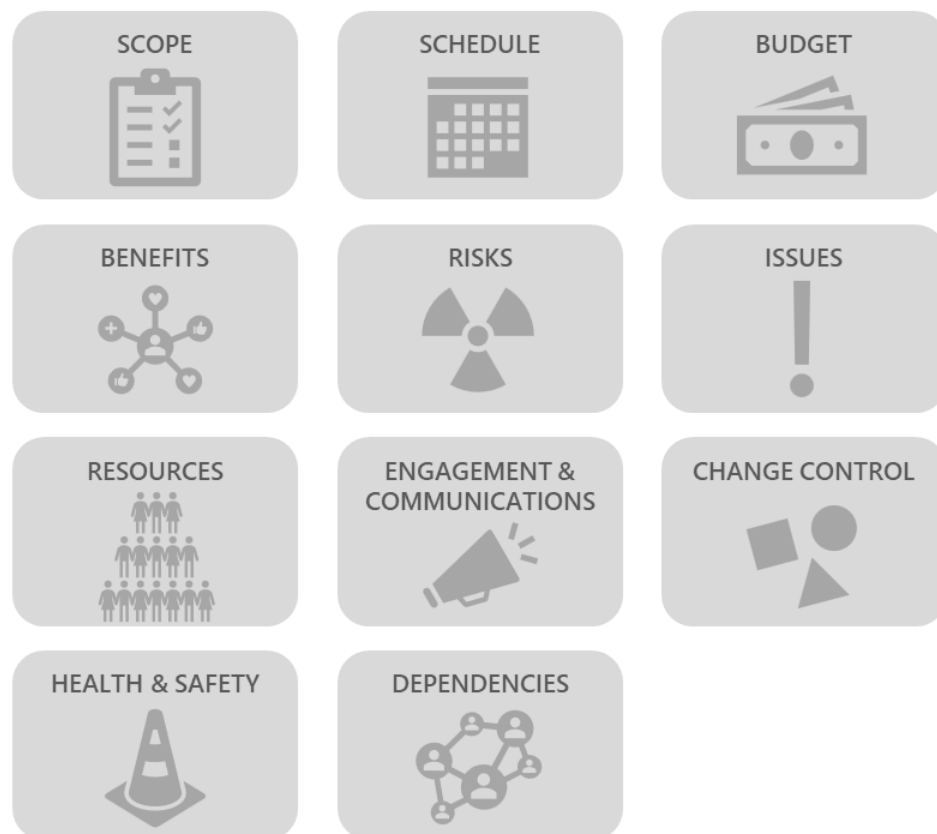 SCOPE
SCHEDULE
BUDGET
BENEFITS
RISKS
ISSUES
RESOURCES
ENGAGEMENT &
COMMUNICATIONS
CHANGE CONTROL
HEALTH & SAFETY
DEPENDENCIES